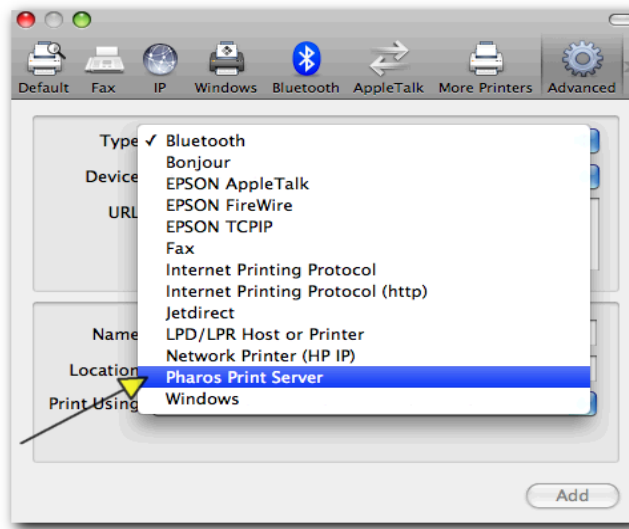 Default Fax IP Windows Bluetooth AppleTalk More Printers Advanced
Type ✓ Bluetooth
Bonjour
Device
EPSON AppleTalk
EPSON FireWire
URL
EPSON TCPIP
Fax
Internet Printing Protocol
Internet Printing Protocol (http)
Jetdirect
Name
LPD/LPR Host or Printer
Network Printer (HP IP)
Location
Pharos Print Server
Print Using
Windows
Add